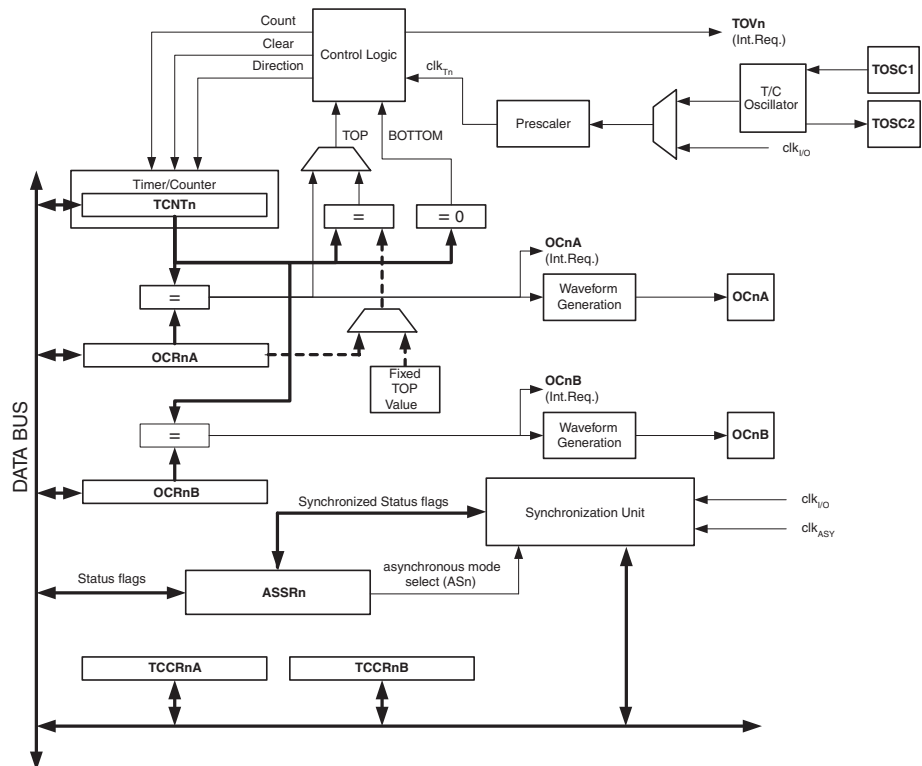 Count
Clear
Direction
Control Logic
TOVn
(Int.Req.)
clkTn
TOSC1
T/C
Oscillator
TOSC2
Prescaler
clkI/O
TOP
BOTTOM
Timer/Counter
TCNTn
=
= 0
OCnA
(Int.Req.)
=
Waveform
Generation
OCnA
OCRnA
Fixed
TOP
Value
OCnB
(Int.Req.)
=
Waveform
Generation
OCnB
DATA BUS
OCRnB
Synchronized Status flags
Synchronization Unit
clkI/O
clkASY
Status flags
ASSRn
asynchronous mode
select (ASn)
TCCRnA
TCCRnB